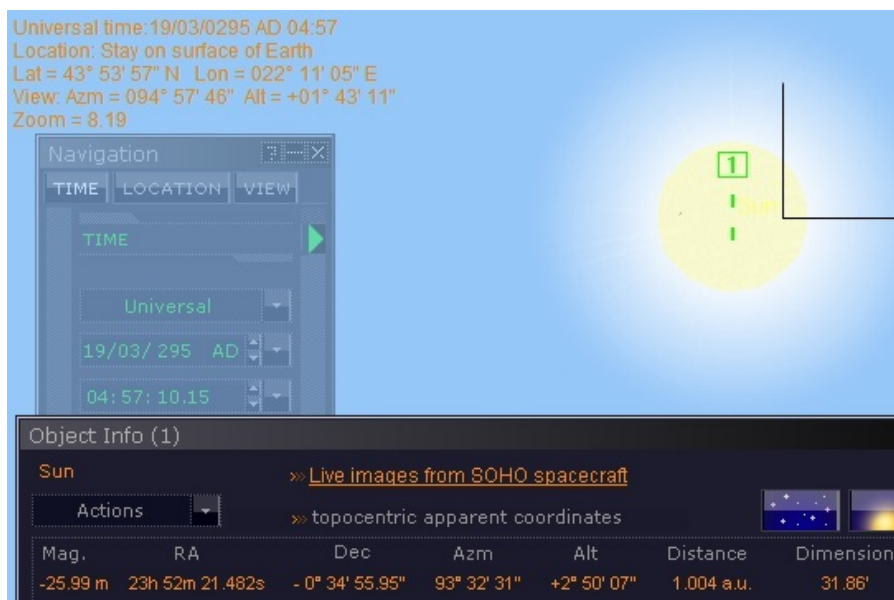 Universal time:19/03/0295 AD 04:57
Location: Stay on surface of Earth
Lat = 43° 53' 57" N Lon = 022° 11' 05" E
View: Azm = 094° 57' 46" Alt = +01° 43' 11"
Zoom = 8.19
Navigation
TIME LOCATION VIEW
TIME
Universal
19/03/ 295 AD
04: 57: 10.15
1
Sun
Object Info (1)
Sun
»» Live images from SOHO spacecraft
Actions
»» topocentric apparent coordinates
Mag. RA Dec Azm Alt Distance Dimension
-25.99 m 23h 52m 21.482s - 0° 34' 55.95" 93° 32' 31" +2° 50' 07" 1.004 a.u. 31.86'